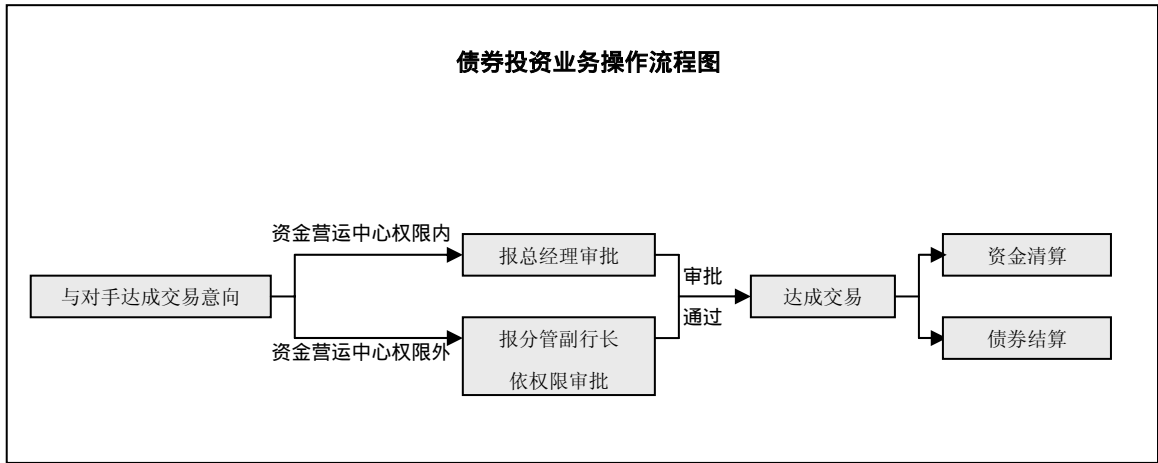 债券投资业务操作流程图
资金营运中心权限内
报总经理审批
资金清算
审批
与对手达成交易意向
达成交易
通过
资金营运中心权限外
报分管副行长
依权限审批
债券结算